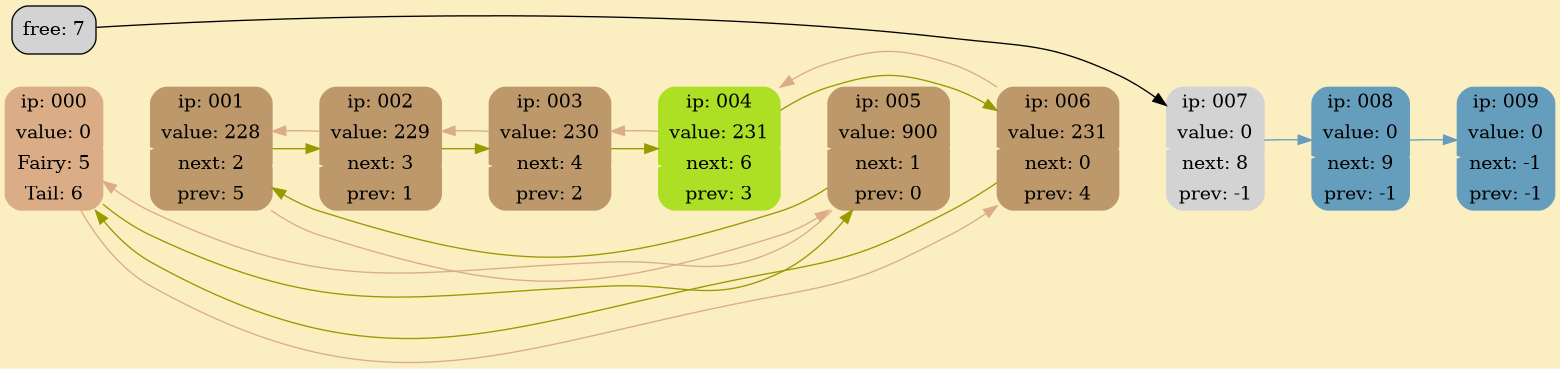 free: 7
ip: 000
value: 0
Fairy: 5
Tail: 6
ip: 001
value: 228
next: 2
prev: 5
ip: 002
value: 229
next: 3
prev: 1
ip: 003
value: 230
next: 4
prev: 2
ip: 004
value: 231
next: 6
prev: 3
ip: 005
value: 900
next: 1
prev: 0
ip: 006
value: 231
next: 0
prev: 4
ip: 007
value: 0
next: 8
prev: -1
ip: 008
value: 0
next: 9
prev: -1
ip: 009
value: 0
next: -1
prev: -1